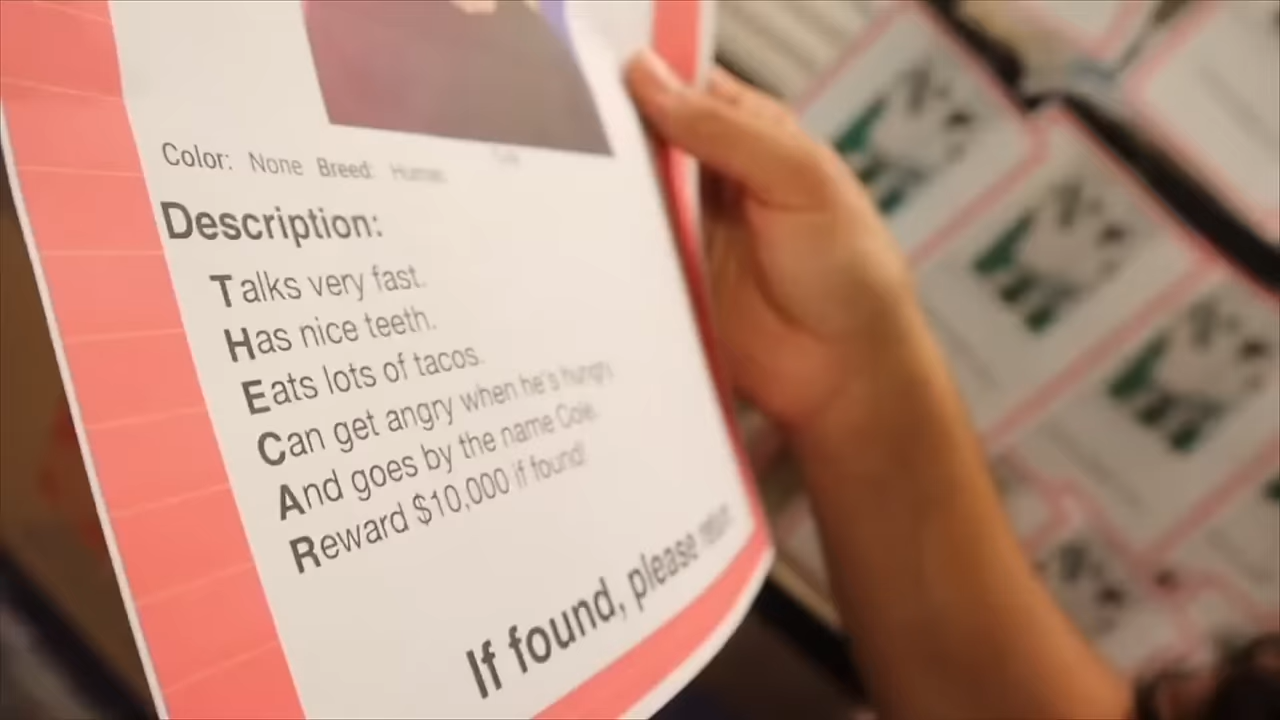 Color: None Breed: Human
Description:
Talks very fast.
Has nice teeth.
Eats lots of tacos.
Can get angry when he's hungry
And goes by the name Cole.
Reward $10,000 if found!
If found, please